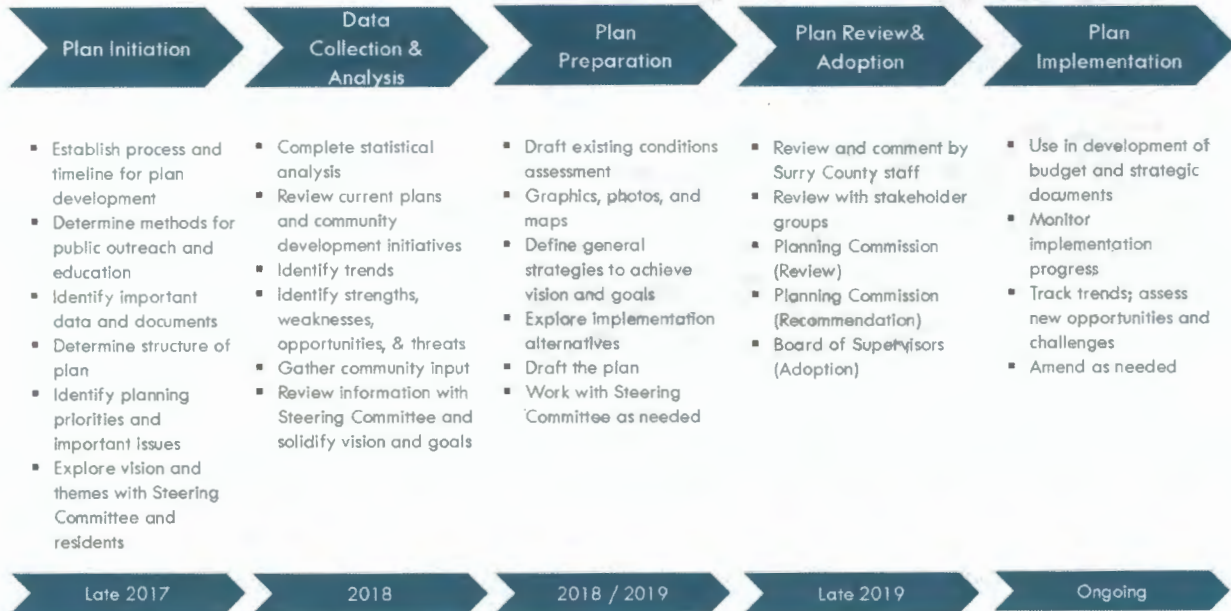 Plan Initiation
Data
Collection &
Analysis
Plan
Preparation
Plan Review&
Adoption
Plan
Implementation
▪ Establish process and
timeline for plan
development
▪ Determine methods for
public outreach and
education
▪ Identify important
data and documents
▪ Determine structure of
plan
▪ Identify planning
priorities and
important issues
▪ Explore vision and
themes with Steering
Committee and
residents
▪ Complete statistical
analysis
▪ Review current plans
and community
development initiatives
▪ Identify trends
▪ Identify strengths,
weaknesses,
opportunities, & threats
▪ Gather community input
▪ Review information with
Steering Committee and
solidify vision and goals
▪ Draft existing conditions
assessment
▪ Graphics, photos, and
maps
▪ Define general
strategies to achieve
vision and goals
▪ Explore implementation
alternatives
▪ Draft the plan
▪ Work with Steering
Committee as needed
▪ Review and comment by
Surry County staff
▪ Review with stakeholder
groups
▪ Planning Commission
(Review)
▪ Planning Commission
(Recommendation)
▪ Board of Supervisors
(Adoption)
▪ Use in development of
budget and strategic
documents
▪ Monitor
implementation
progress
▪ Track trends; assess
new opportunities and
challenges
▪ Amend as needed
Late 2017
2018
2018 / 2019
Late 2019
Ongoing